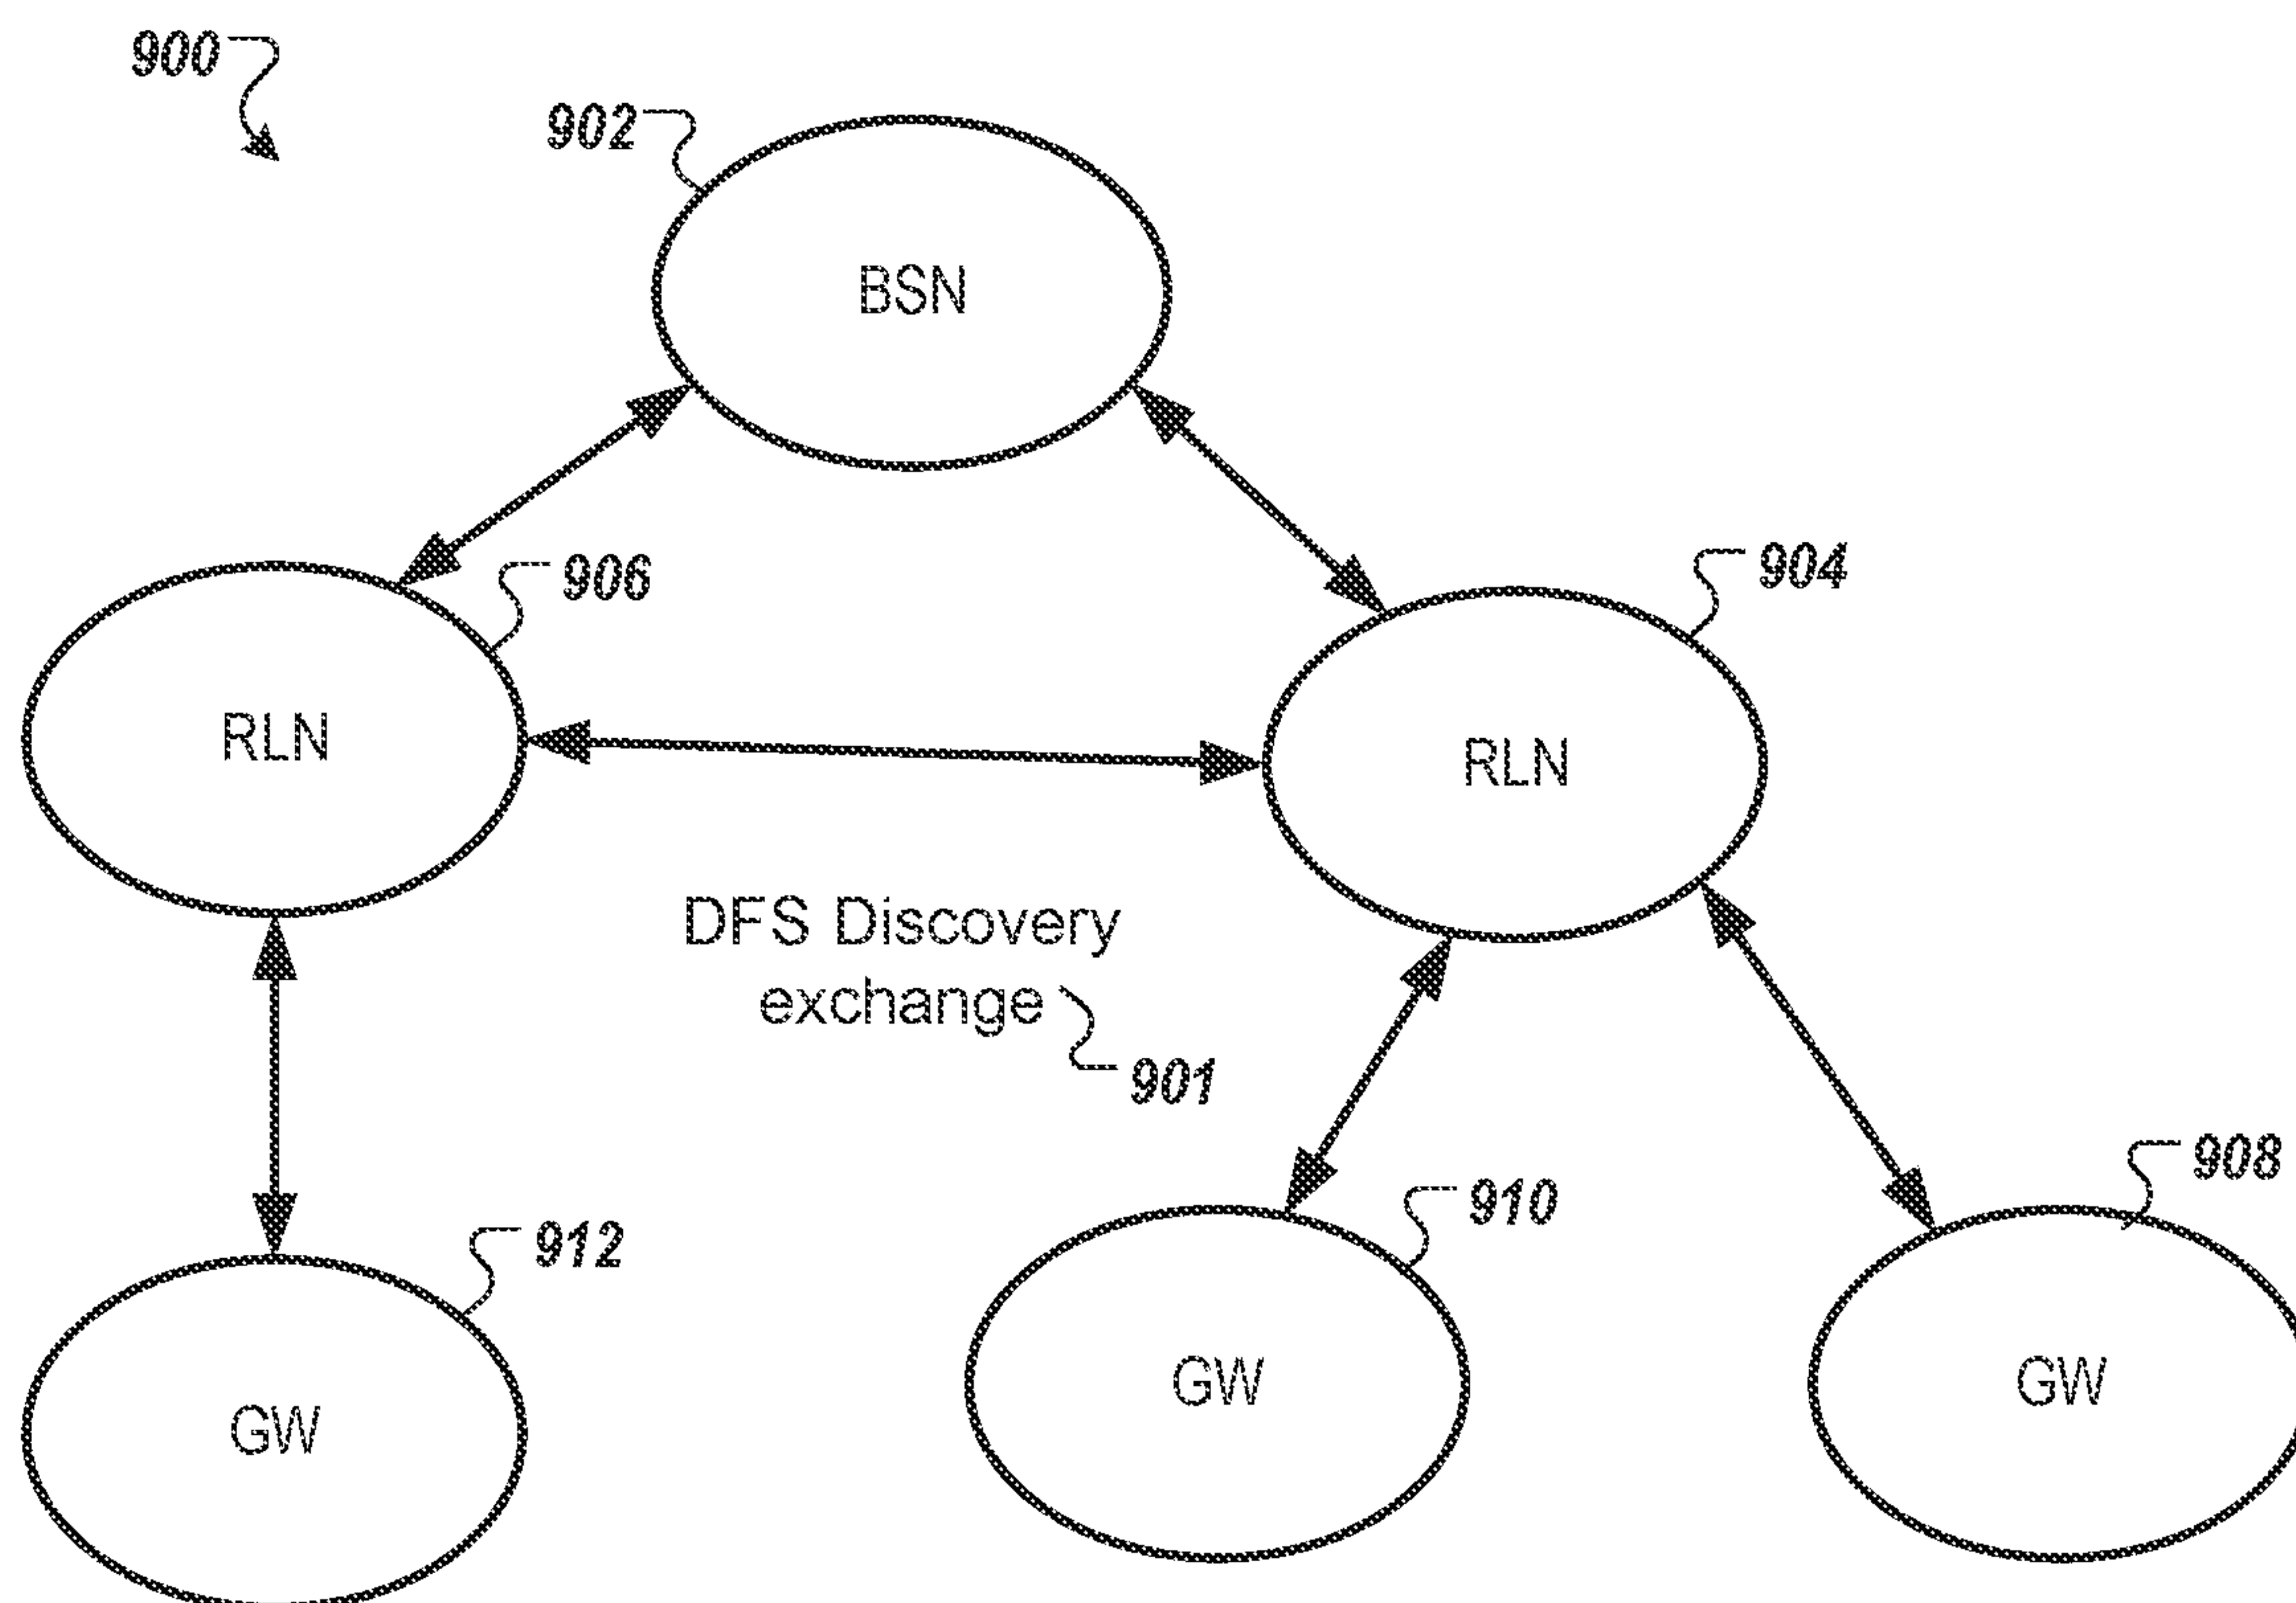 900
902
BSN
906
904
RLN
RLN
DFS Discovery
exchange
901
908
910
912
GW
GW
GW